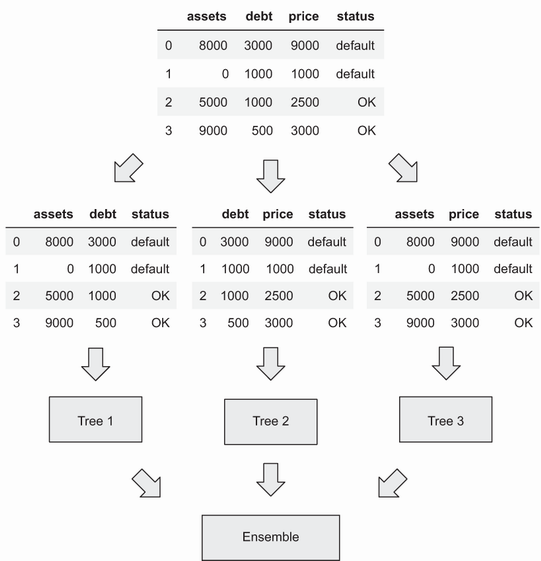 assets debt price status
0 8000 3000 9000 default
1 0 1000 1000 default
2 5000 1000 2500 OK
3 9000 500 3000 OK
assets debt status
0 8000 3000 default
1 0 1000 default
2 5000 1000 OK
3 9000 500 OK
debt price status
0 3000 9000 default
1 1000 1000 default
2 1000 2500 OK
3 500 3000 OK
assets price status
0 8000 9000 default
1 0 1000 default
2 5000 2500 OK
3 9000 3000 OK
Tree 1
Tree 2
Tree 3
Ensemble